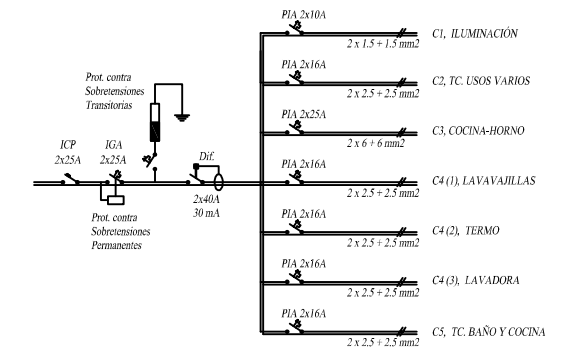 PIA 2x10A
2 x 1.5 + 1.5 mm2
C1, ILUMINACIÓN
PIA 2x16A
2 x 2.5 + 2.5 mm2
C2, TC. USOS VARIOS
Prot. contra
Sobretensiones
Transitorias
PIA 2x25A
2 x 6 + 6 mm2
C3, COCINA-HORNO
ICP
2x25A
IGA
2x25A
Dif.
2x40A
30 mA
Prot. contra
Sobretensiones
Permanentes
PIA 2x16A
2 x 2.5 + 2.5 mm2
C4 (1), LAVAVAJILLAS
PIA 2x16A
2 x 2.5 + 2.5 mm2
C4 (2), TERMO
PIA 2x16A
2 x 2.5 + 2.5 mm2
C4 (3), LAVADORA
PIA 2x16A
2 x 2.5 + 2.5 mm2
C5, TC. BAÑO Y COCINA